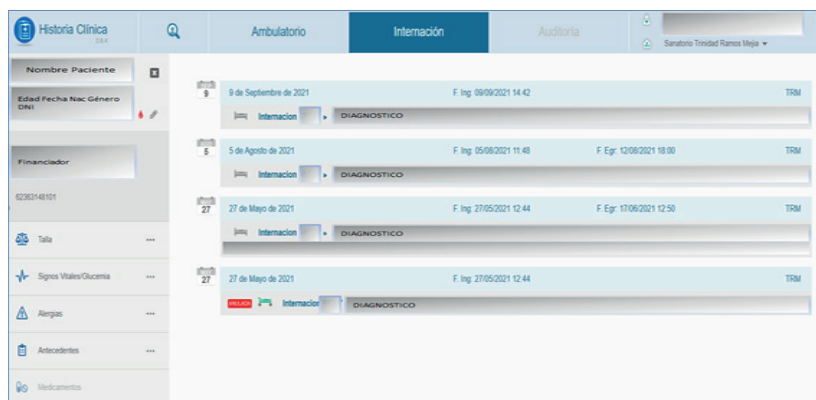 Historia Clínica
Ambulatorio
Internación
Auditoría
Sanatorio Trinidad Ramos Mejia
Nombre Paciente
x
Edad Fecha Nac Género
DNI
Financiador
62363148101
Talla ...
Signos Vitales/Glucemia ...
Alergias ...
Antecedentes ...
Medicamentos
9
9 de Septiembre de 2021 F. Ing: 09/09/2021 14:42 TRM
Internacion DIAGNOSTICO
5
5 de Agosto de 2021 F. Ing: 05/08/2021 11:48 F. Egr: 12/08/2021 18:00 TRM
Internacion DIAGNOSTICO
27
27 de Mayo de 2021 F. Ing: 27/05/2021 12:44 F. Egr: 17/06/2021 12:50 TRM
Internacion DIAGNOSTICO
27
27 de Mayo de 2021 F. Ing: 27/05/2021 12:44 TRM
Internacion DIAGNOSTICO